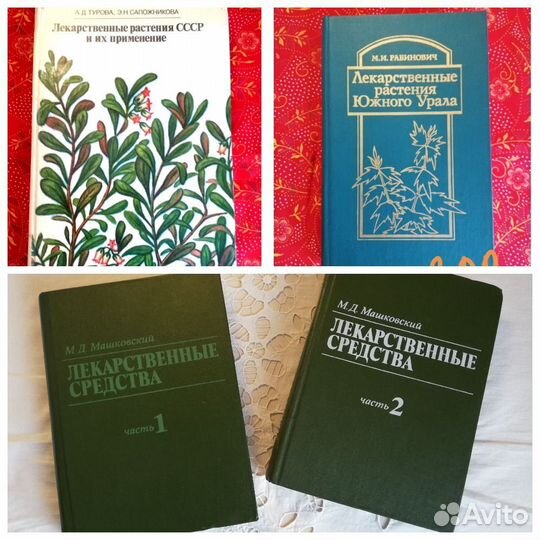 А.Д. ТУРОВА, Э.Н. САПОЖНИКОВА
Лекарственные растения СССР
и их применение
М.И. РАБИНОВИЧ
Лекарственные
растения
Южного Урала
М.Д. Машковский
ЛЕКАРСТВЕННЫЕ
СРЕДСТВА
часть 1
М.Д. Машковский
ЛЕКАРСТВЕННЫЕ
СРЕДСТВА
часть 2
Avito